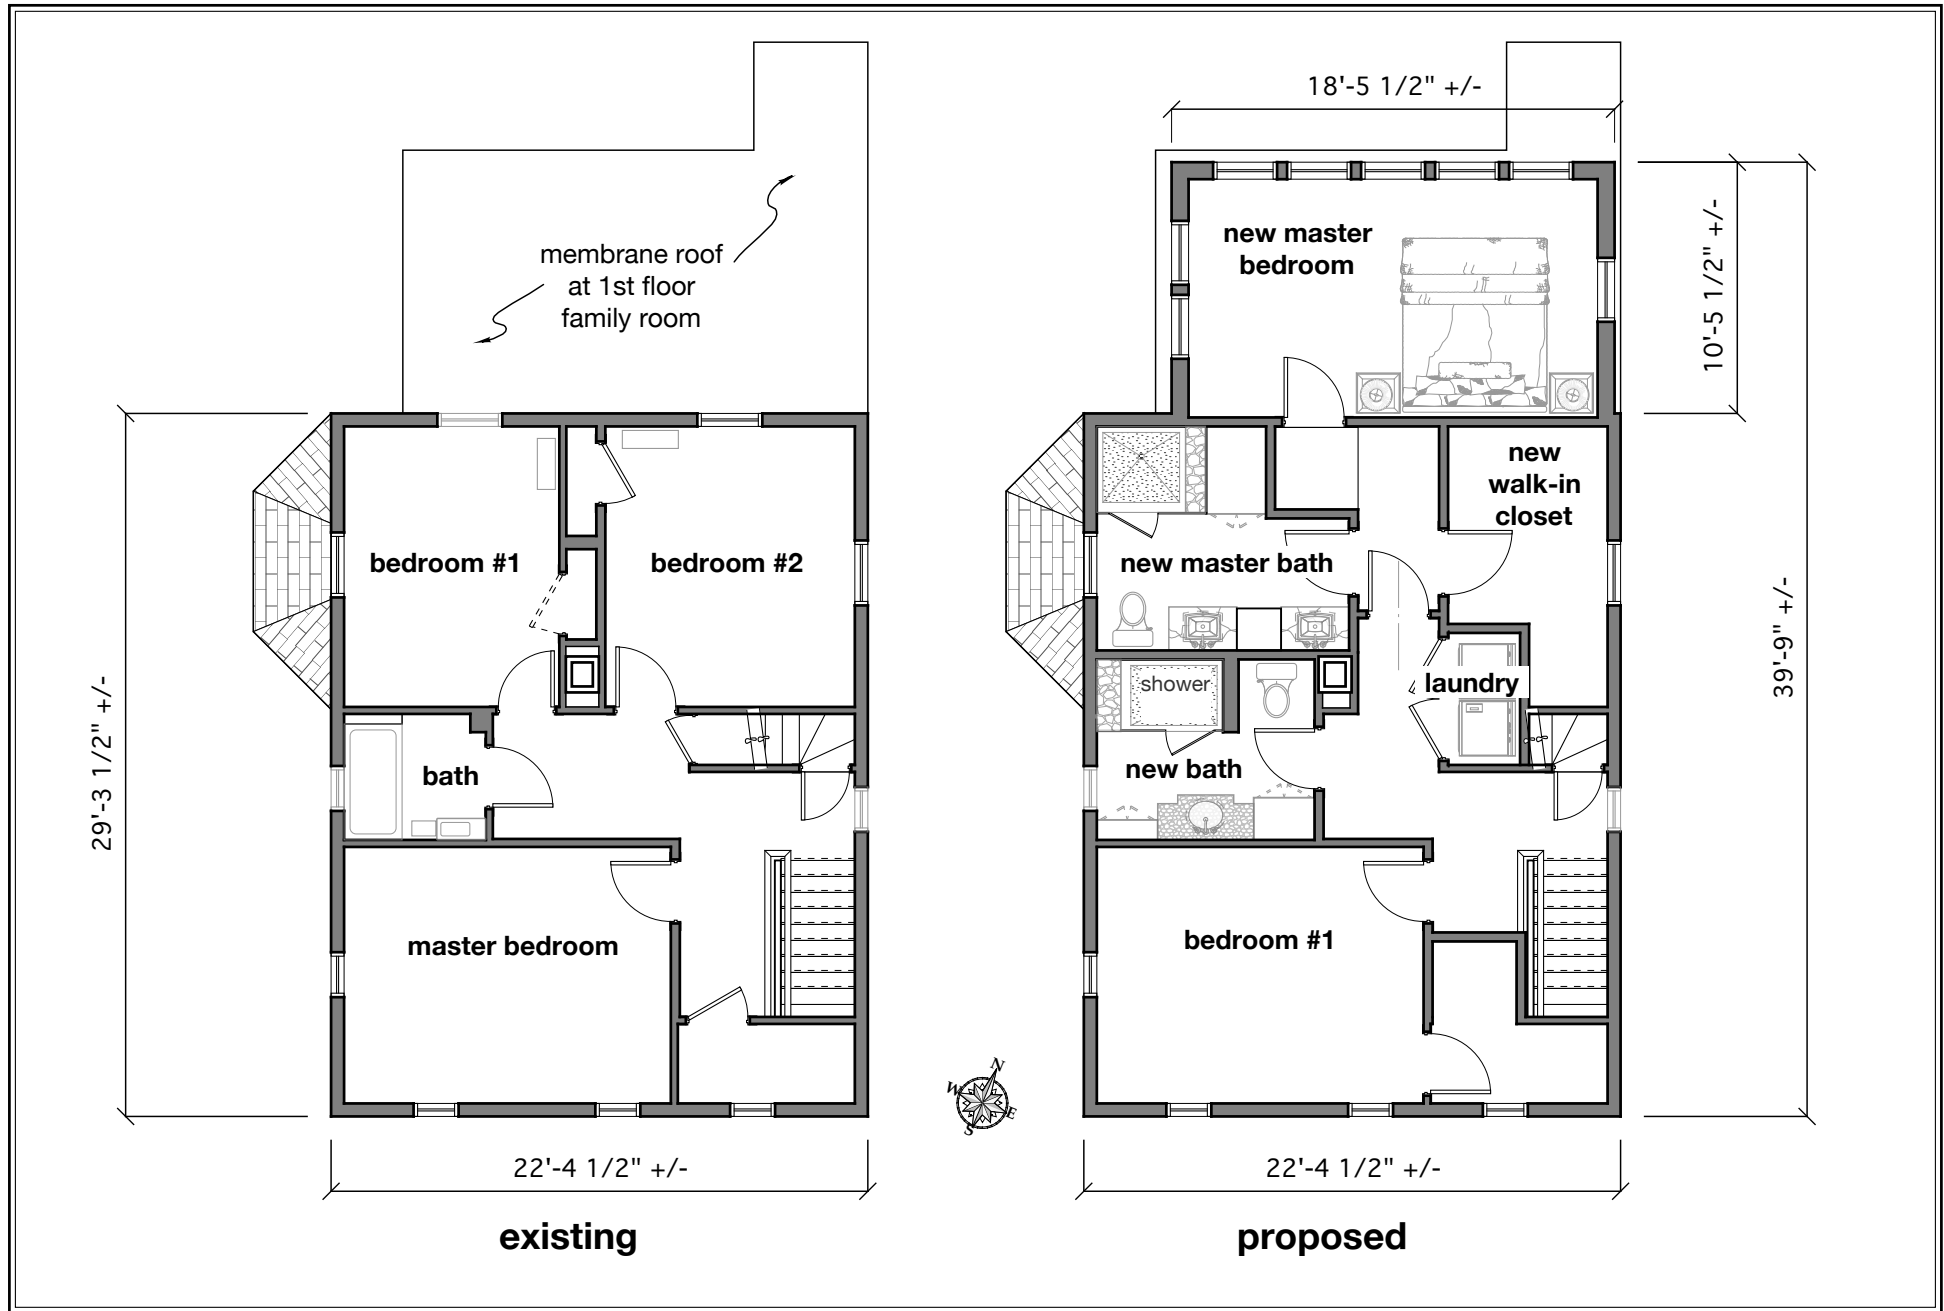 membrane roof
at 1st floor
family room
bedroom #1
bedroom #2
bath
master bedroom
29'-3 1/2" +/-
22'-4 1/2" +/-
existing
N
W
E
S
18'-5 1/2" +/-
new master
bedroom
10'-5 1/2" +/-
39'-9" +/-
new
walk-in
closet
new master bath
shower
laundry
new bath
bedroom #1
22'-4 1/2" +/-
proposed